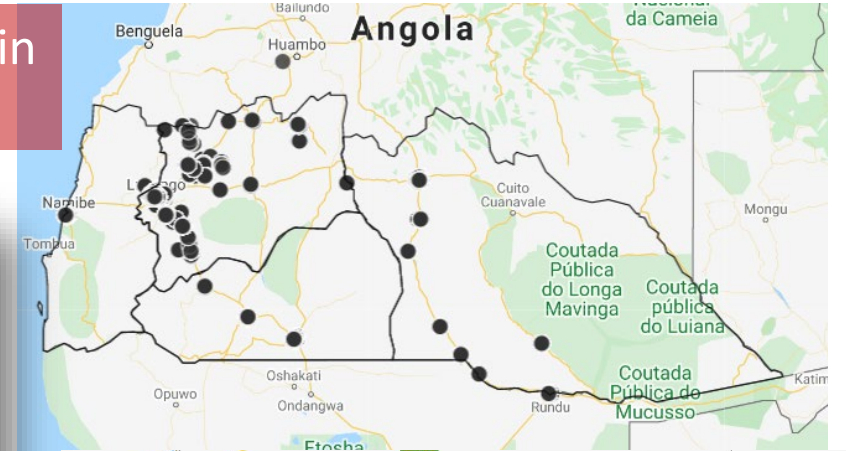 in
Bailundo
Angola
Nacional
da Cameia
Benguela
Huambo
Cuito
Cuanavale
Namibe
Mongu
Tombua
Coutada
Pública
do Longa
Mavinga
Coutada
pública
do Luiana
Coutada
Pública do
Mucusso
Oshakati
Opuwo
Ondangwa
Rundu
Katim
Etosha